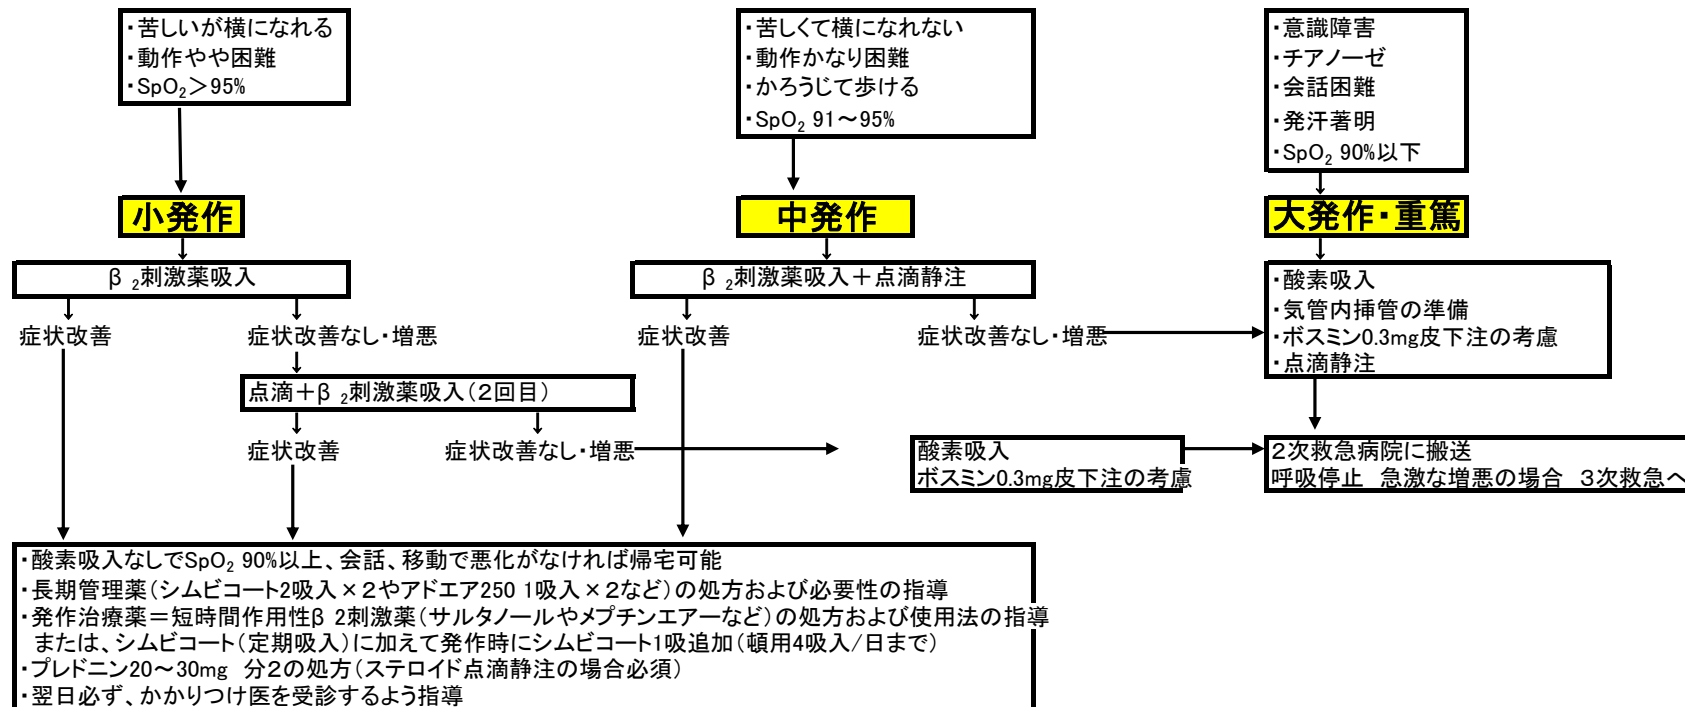 ・苦しいが横になれる
・動作やや困難
・SpO₂＞95%
・苦しくて横になれない
・動作かなり困難
・かろうじて歩ける
・SpO₂ 91～95%
・意識障害
・チアノーゼ
・会話困難
・発汗著明
・SpO₂ 90%以下
小発作
中発作
大発作・重篤
β ₂刺激薬吸入
β ₂刺激薬吸入＋点滴静注
・酸素吸入
・気管内挿管の準備
・ボスミン0.3mg皮下注の考慮
・点滴静注
症状改善
症状改善なし・増悪
症状改善
症状改善なし・増悪
点滴＋β ₂刺激薬吸入（２回目）
症状改善
症状改善なし・増悪
酸素吸入
ボスミン0.3mg皮下注の考慮
２次救急病院に搬送
呼吸停止　急激な増悪の場合　３次救急へ
・酸素吸入なしでSpO₂ 90%以上、会話、移動で悪化がなければ帰宅可能
・長期管理薬（シムビコート2吸入×２やアドエア250 1吸入×２など）の処方および必要性の指導
・発作治療薬＝短時間作用性β 2刺激薬（サルタノールやメプチンエアーなど）の処方および使用法の指導
または、シムビコート（定期吸入）に加えて発作時にシムビコート1吸追加（頓用4吸入/日まで）
・プレドニン20～30mg　分２の処方（ステロイド点滴静注の場合必須）
・翌日必ず、かかりつけ医を受診するよう指導